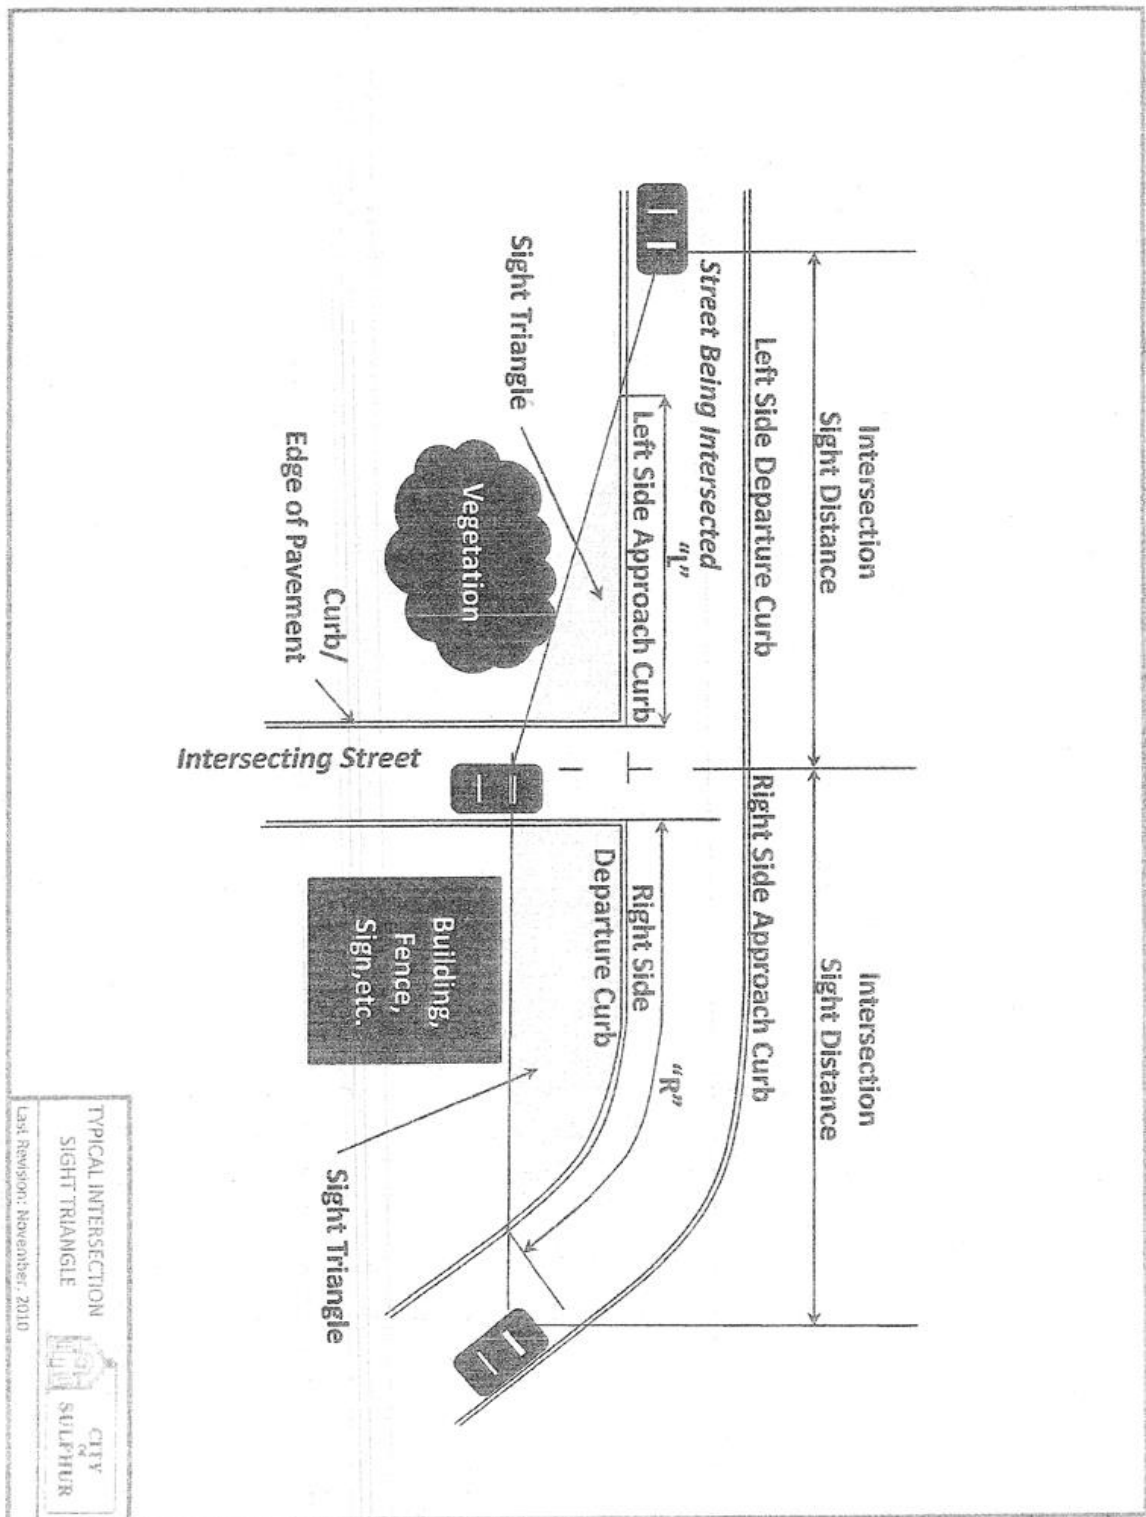 Intersection
Sight Distance
Intersection
Sight Distance
Left Side Departure Curb
Right Side Approach Curb
Street Being Intersected
"L"
"R"
Left Side Approach Curb
Right Side
Departure Curb
Sight Triangle
Vegetation
Building,
Fence,
Sign,etc.
Curb/
Edge of Pavement
Intersecting Street
Sight Triangle
TYPICAL INTERSECTION
SIGHT TRIANGLE
CITY
OF
SULPHUR
Last Revision: November, 2010